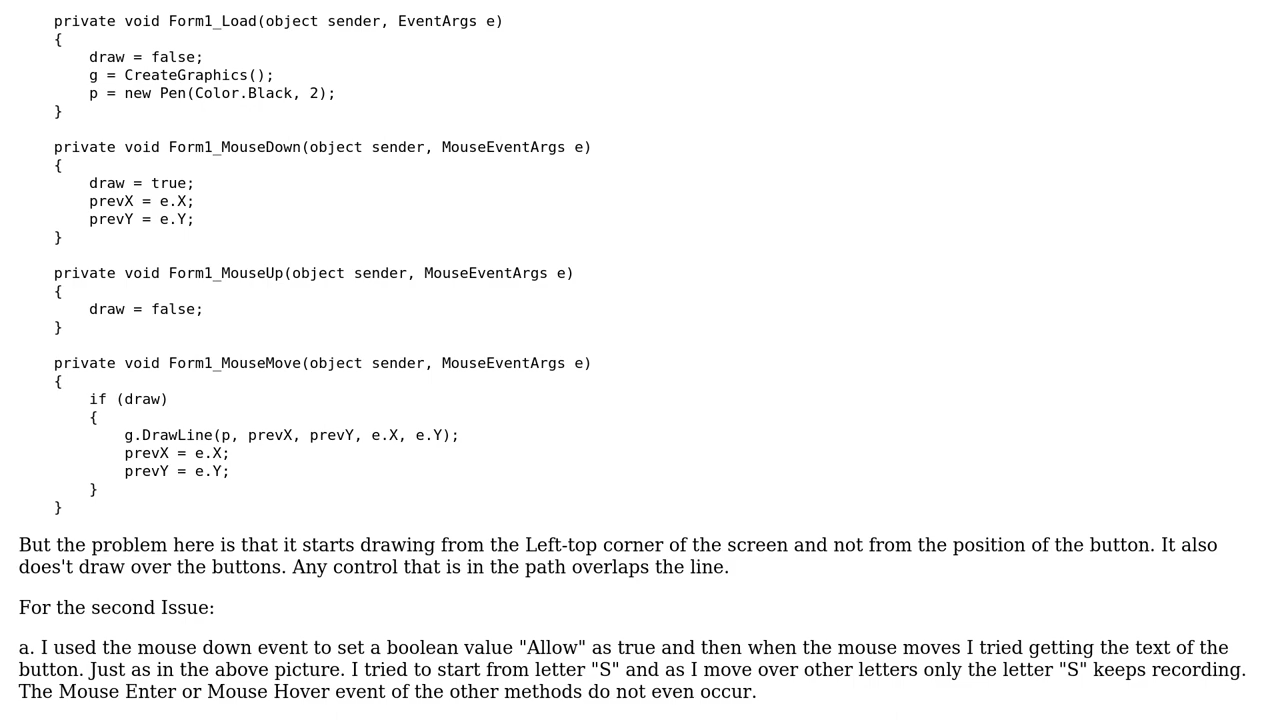 private void Form1_Load(object sender, EventArgs e)
{
    draw = false;
    g = CreateGraphics();
    p = new Pen(Color.Black, 2);
}

private void Form1_MouseDown(object sender, MouseEventArgs e)
{
    draw = true;
    prevX = e.X;
    prevY = e.Y;
}

private void Form1_MouseUp(object sender, MouseEventArgs e)
{
    draw = false;
}

private void Form1_MouseMove(object sender, MouseEventArgs e)
{
    if (draw)
    {
        g.DrawLine(p, prevX, prevY, e.X, e.Y);
        prevX = e.X;
        prevY = e.Y;
    }
}

But the problem here is that it starts drawing from the Left-top corner of the screen and not from the position of the button. It also
does't draw over the buttons. Any control that is in the path overlaps the line.

For the second Issue:

a. I used the mouse down event to set a boolean value "Allow" as true and then when the mouse moves I tried getting the text of the
button. Just as in the above picture. I tried to start from letter "S" and as I move over other letters only the letter "S" keeps recording.
The Mouse Enter or Mouse Hover event of the other methods do not even occur.